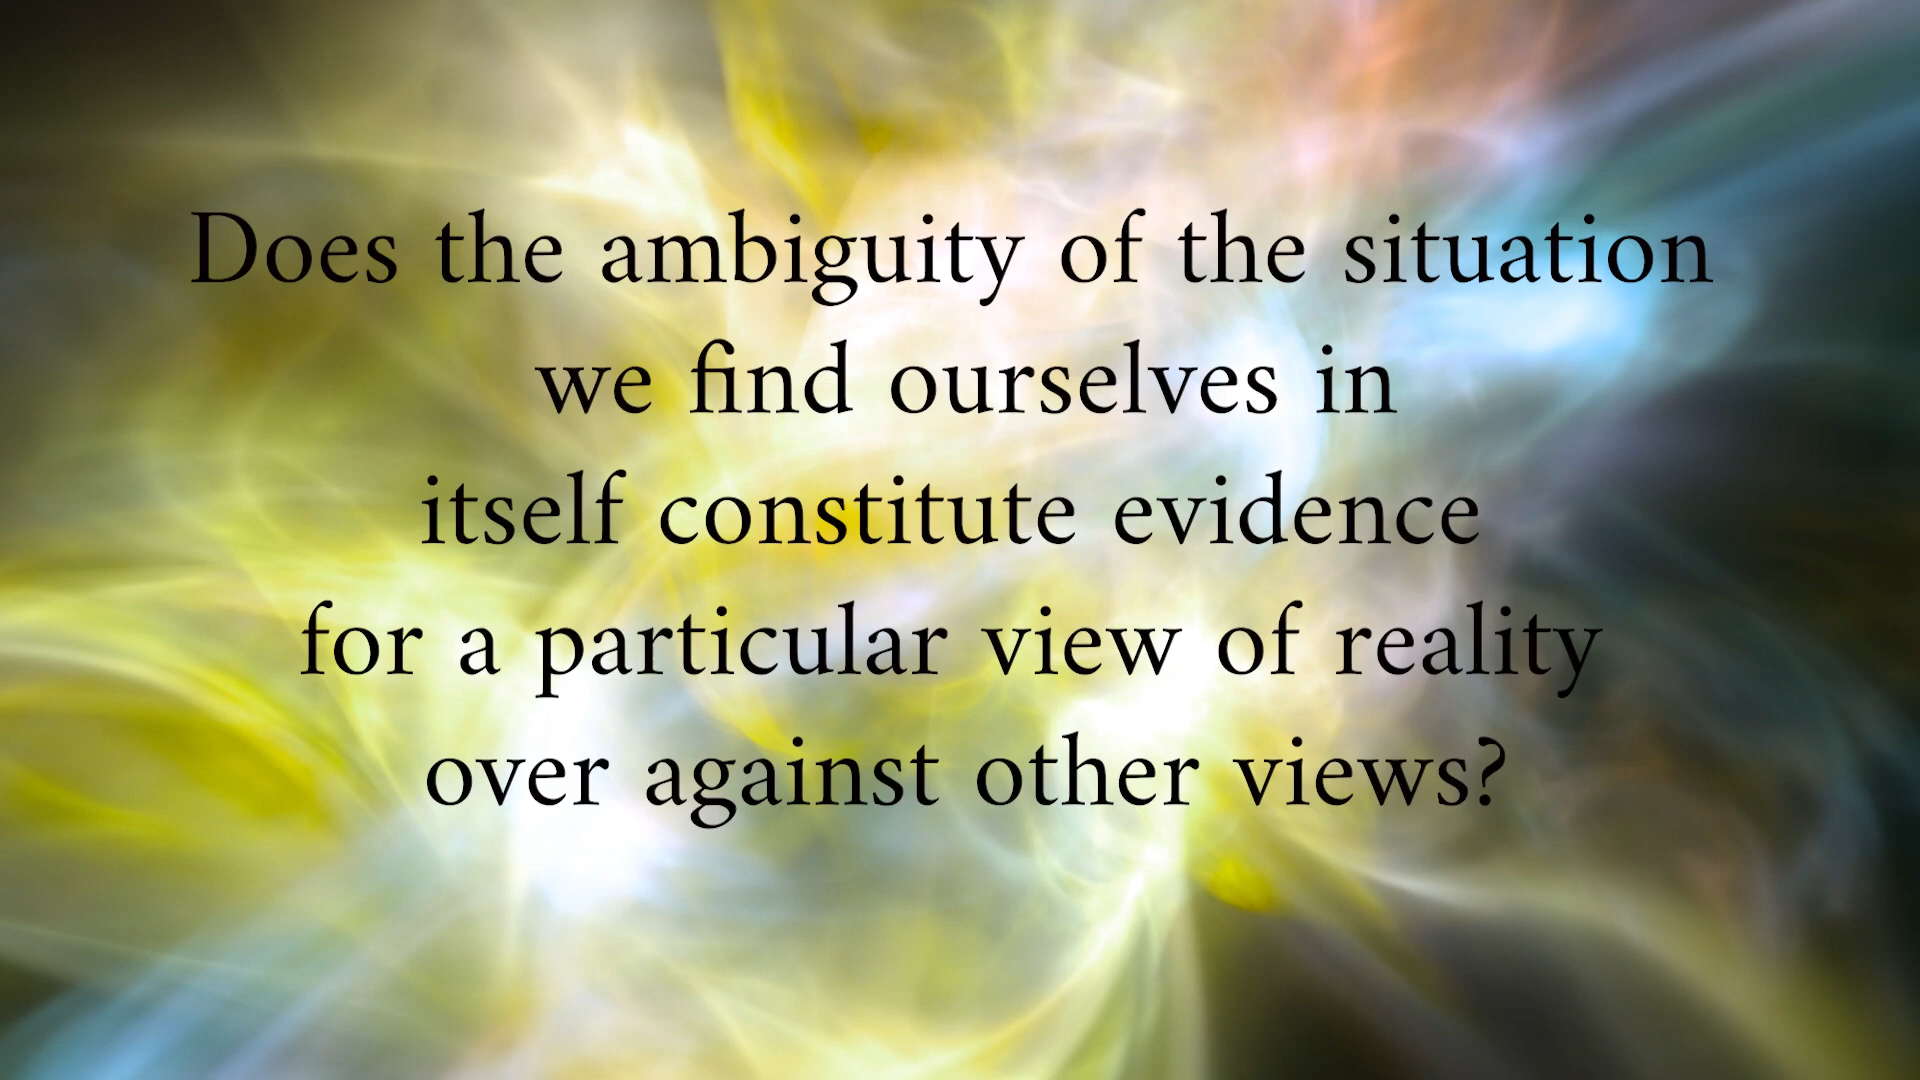 Does the ambiguity of the situation
we find ourselves in
itself constitute evidence
for a particular view of reality
over against other views?